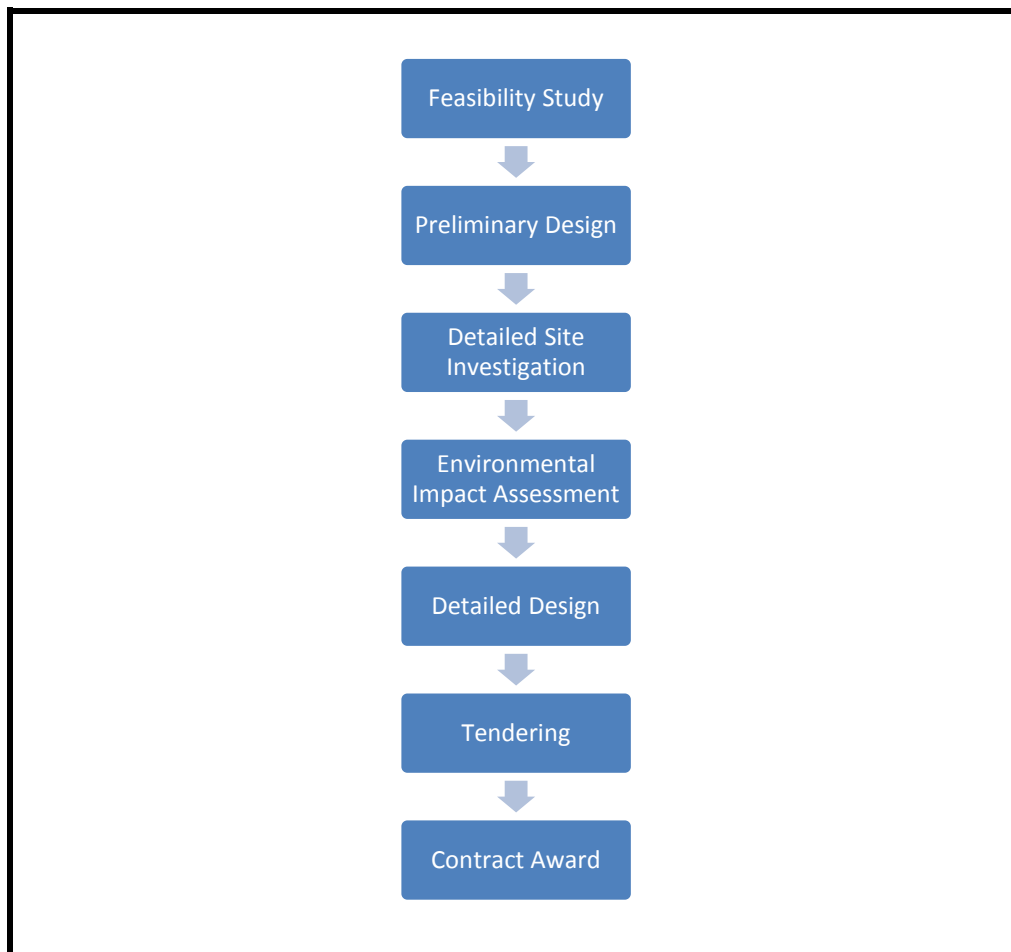 Feasibility Study
Preliminary Design
Detailed Site
Investigation
Environmental
Impact Assessment
Detailed Design
Tendering
Contract Award